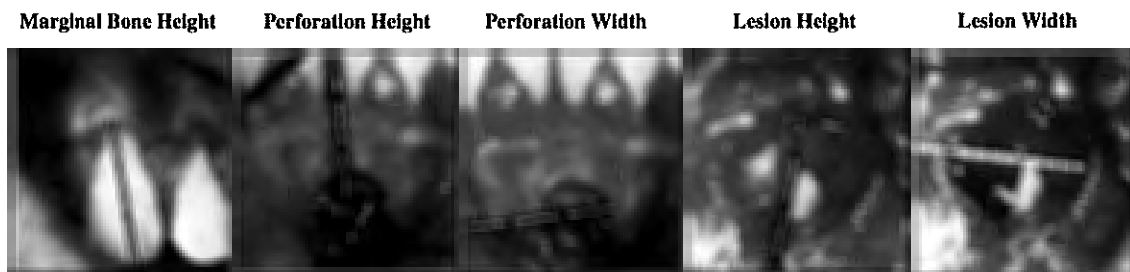 Marginal Bone Height
Perforation Height
Perforation Width
Lesion Height
Lesion Width